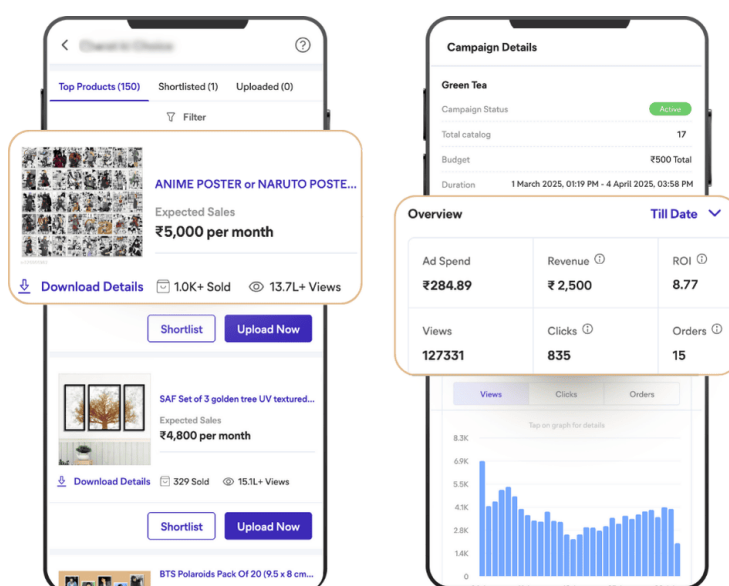 Top Products (150) Shortlisted (1) Uploaded (0)
Filter
ANIME POSTER or NARUTO POSTE...
Expected Sales
₹5,000 per month
Download Details 1.0K+ Sold 13.7L+ Views
Shortlist Upload Now
SAF Set of 3 golden tree UV textured...
Expected Sales
₹4,800 per month
Download Details 329 Sold 15.1L+ Views
Shortlist Upload Now
BTS Polaroids Pack Of 20 (9.5 x 8 cm...
Campaign Details
Green Tea
Campaign Status Active
Total catalog 17
Budget ₹500 Total
Duration 1 March 2025, 01:19 PM - 4 April 2025, 03:58 PM
Overview Till Date
Ad Spend Revenue ROI
₹284.89 ₹ 2,500 8.77
Views Clicks Orders
127331 835 15
Views Clicks Orders
Tap on graph for details
8.3K
6.9K
5.5K
4.1K
2.8K
1.4K
0